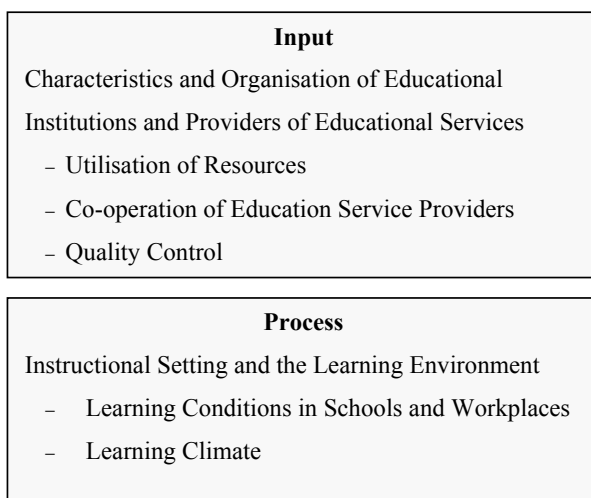 Input
Characteristics and Organisation of Educational
Institutions and Providers of Educational Services
– Utilisation of Resources
– Co-operation of Education Service Providers
– Quality Control
Process
Instructional Setting and the Learning Environment
– Learning Conditions in Schools and Workplaces
– Learning Climate